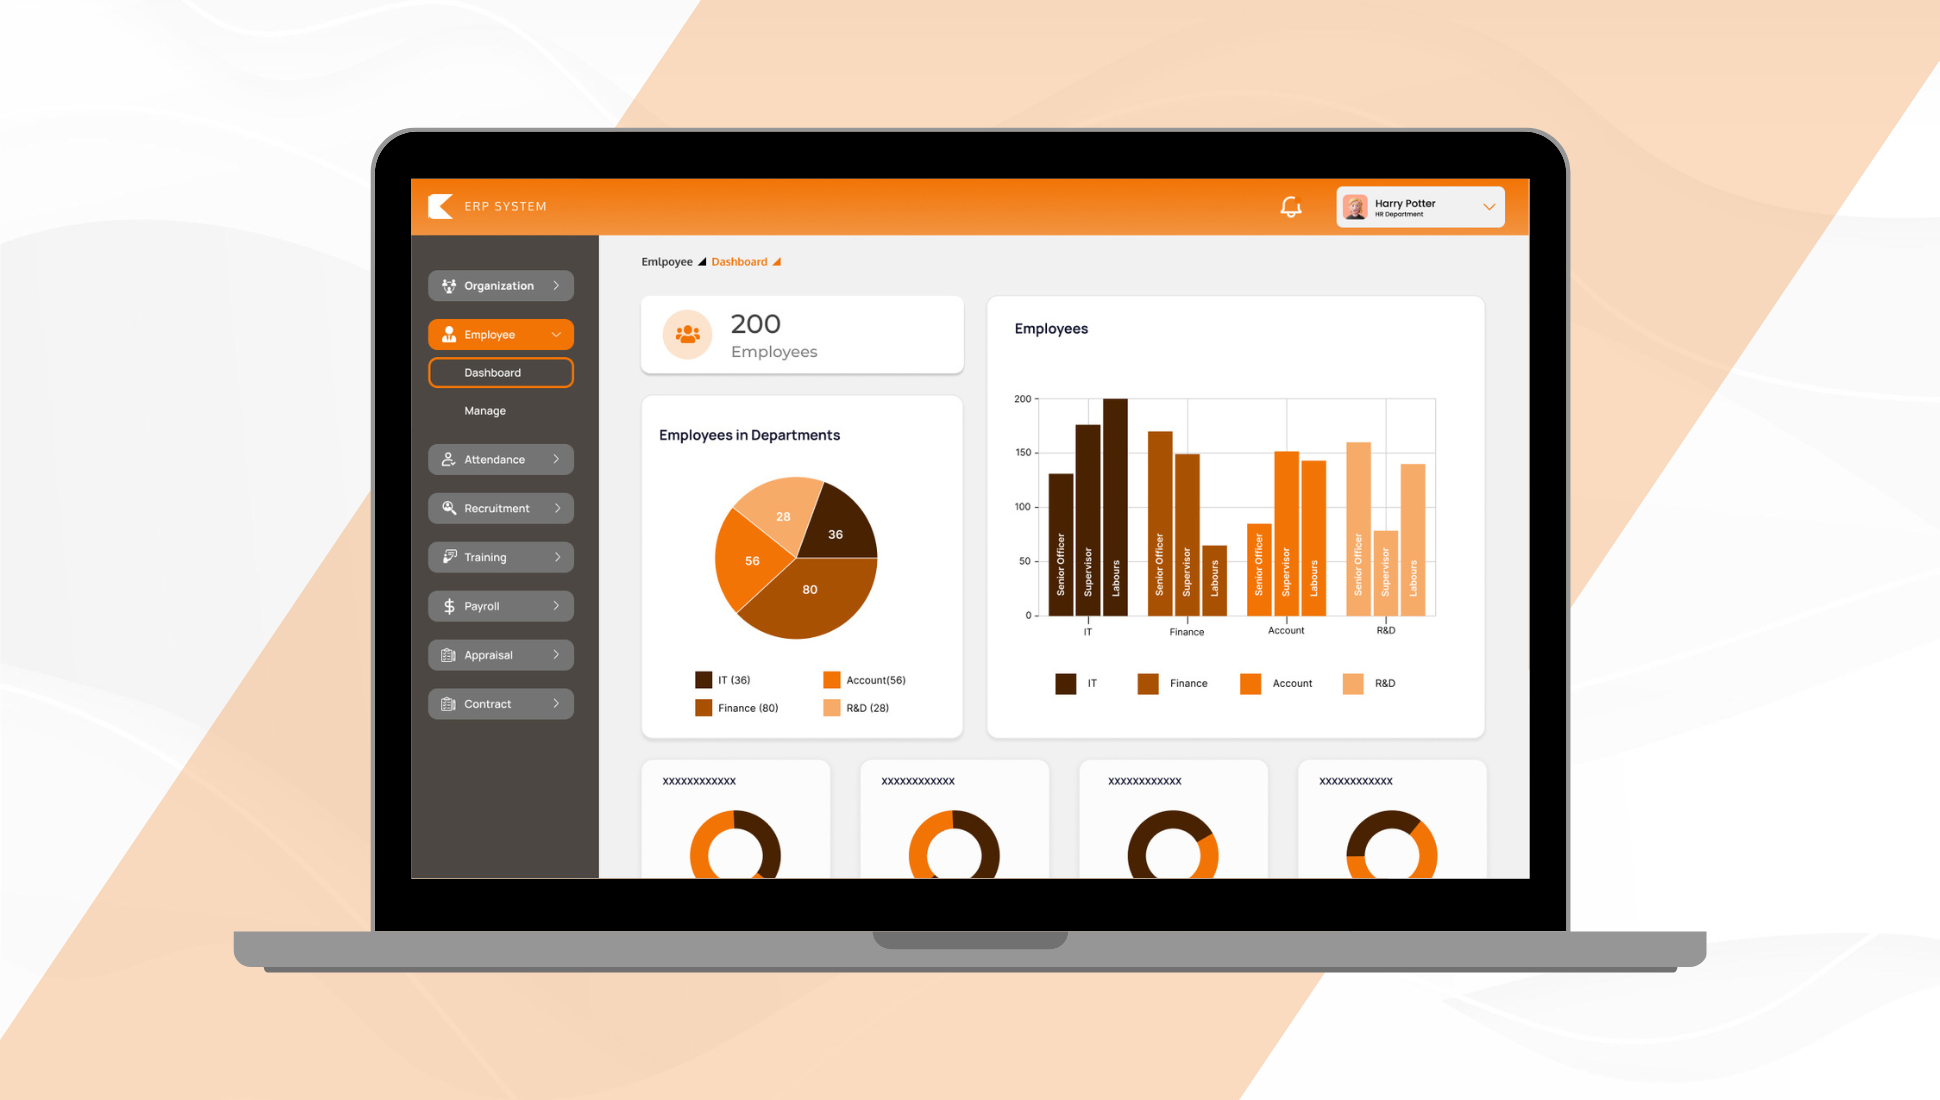 ERP SYSTEM
Harry Potter
HR Department
Emlpoyee Dashboard
Organization
Employee
Dashboard
Manage
Attendance
Recruitment
Training
Payroll
Appraisal
Contract
200
Employees
Employees in Departments
28
36
56
80
IT (36)
Account(56)
Finance (80)
R&D (28)
Employees
200
150
100
50
0
Senior Officer
Supervisor
Labours
Senior Officer
Supervisor
Labours
Senior Officer
Supervisor
Labours
Senior Officer
Supervisor
Labours
IT
Finance
Account
R&D
IT
Finance
Account
R&D
XXXXXXXXXXXX
XXXXXXXXXXXX
XXXXXXXXXXXX
XXXXXXXXXXXX